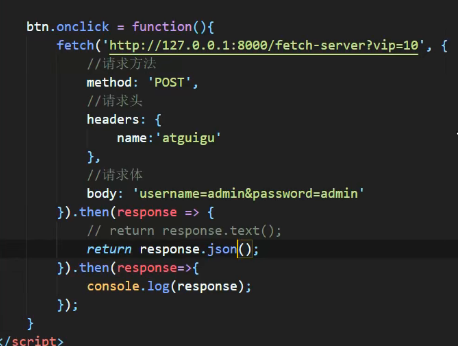 btn.onclick = function(){
fetch('http://127.0.0.1:8000/fetch-server?vip=10', {
//请求方法
method: 'POST',
//请求头
headers: {
name:'atguigu'
},
//请求体
body: 'username=admin&password=admin'
}).then(response => {
// return response.text();
return response.json();
}).then(response=>{
console.log(response);
});
}
</script>